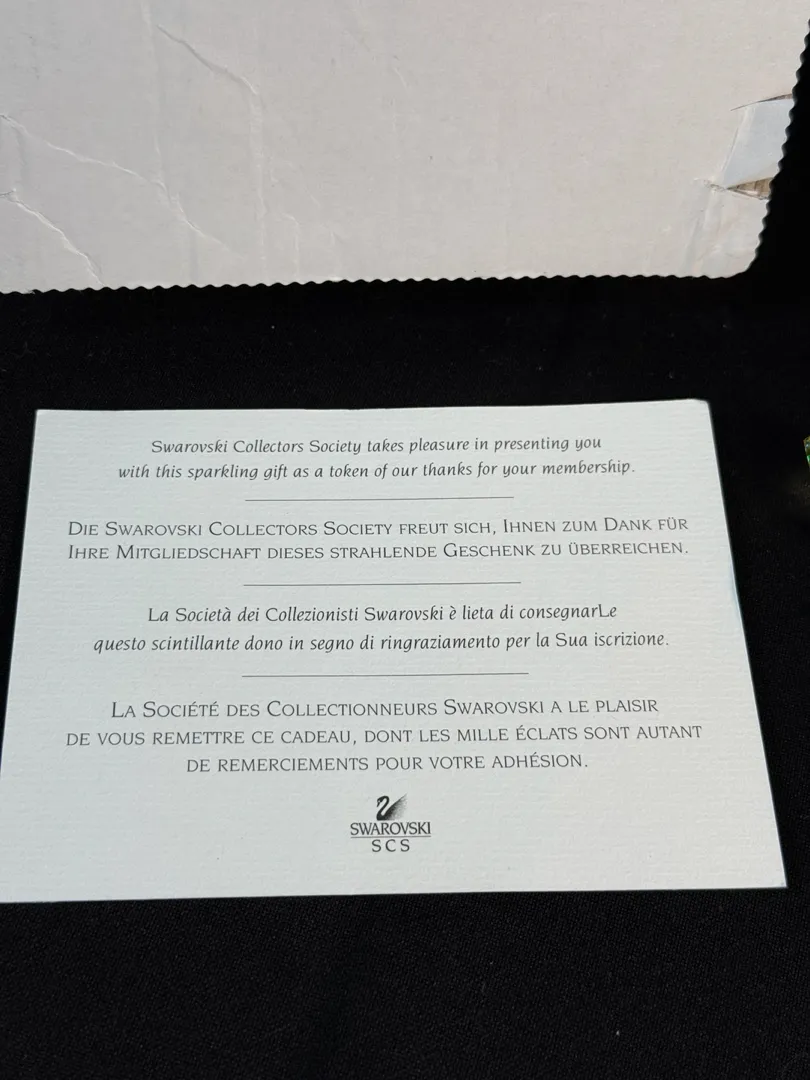 Swarovski Collectors Society takes pleasure in presenting you
with this sparkling gift as a token of our thanks for your membership.
DIE SWAROVSKI COLLECTORS SOCIETY FREUT SICH, IHNEN ZUM DANK FÜR
IHRE MITGLIEDSCHAFT DIESES STRAHLENDE GESCHENK ZU ÜBERREICHEN.
La Società dei Collezionisti Swarovski è lieta di consegnarLe
questo scintillante dono in segno di ringraziamento per la Sua iscrizione.
LA SOCIÉTÉ DES COLLECTIONNEURS SWAROVSKI A LE PLAISIR
DE VOUS REMETTRE CE CADEAU, DONT LES MILLE ÉCLATS SONT AUTANT
DE REMERCIEMENTS POUR VOTRE ADHÉSION.
SWAROVSKI
SCS